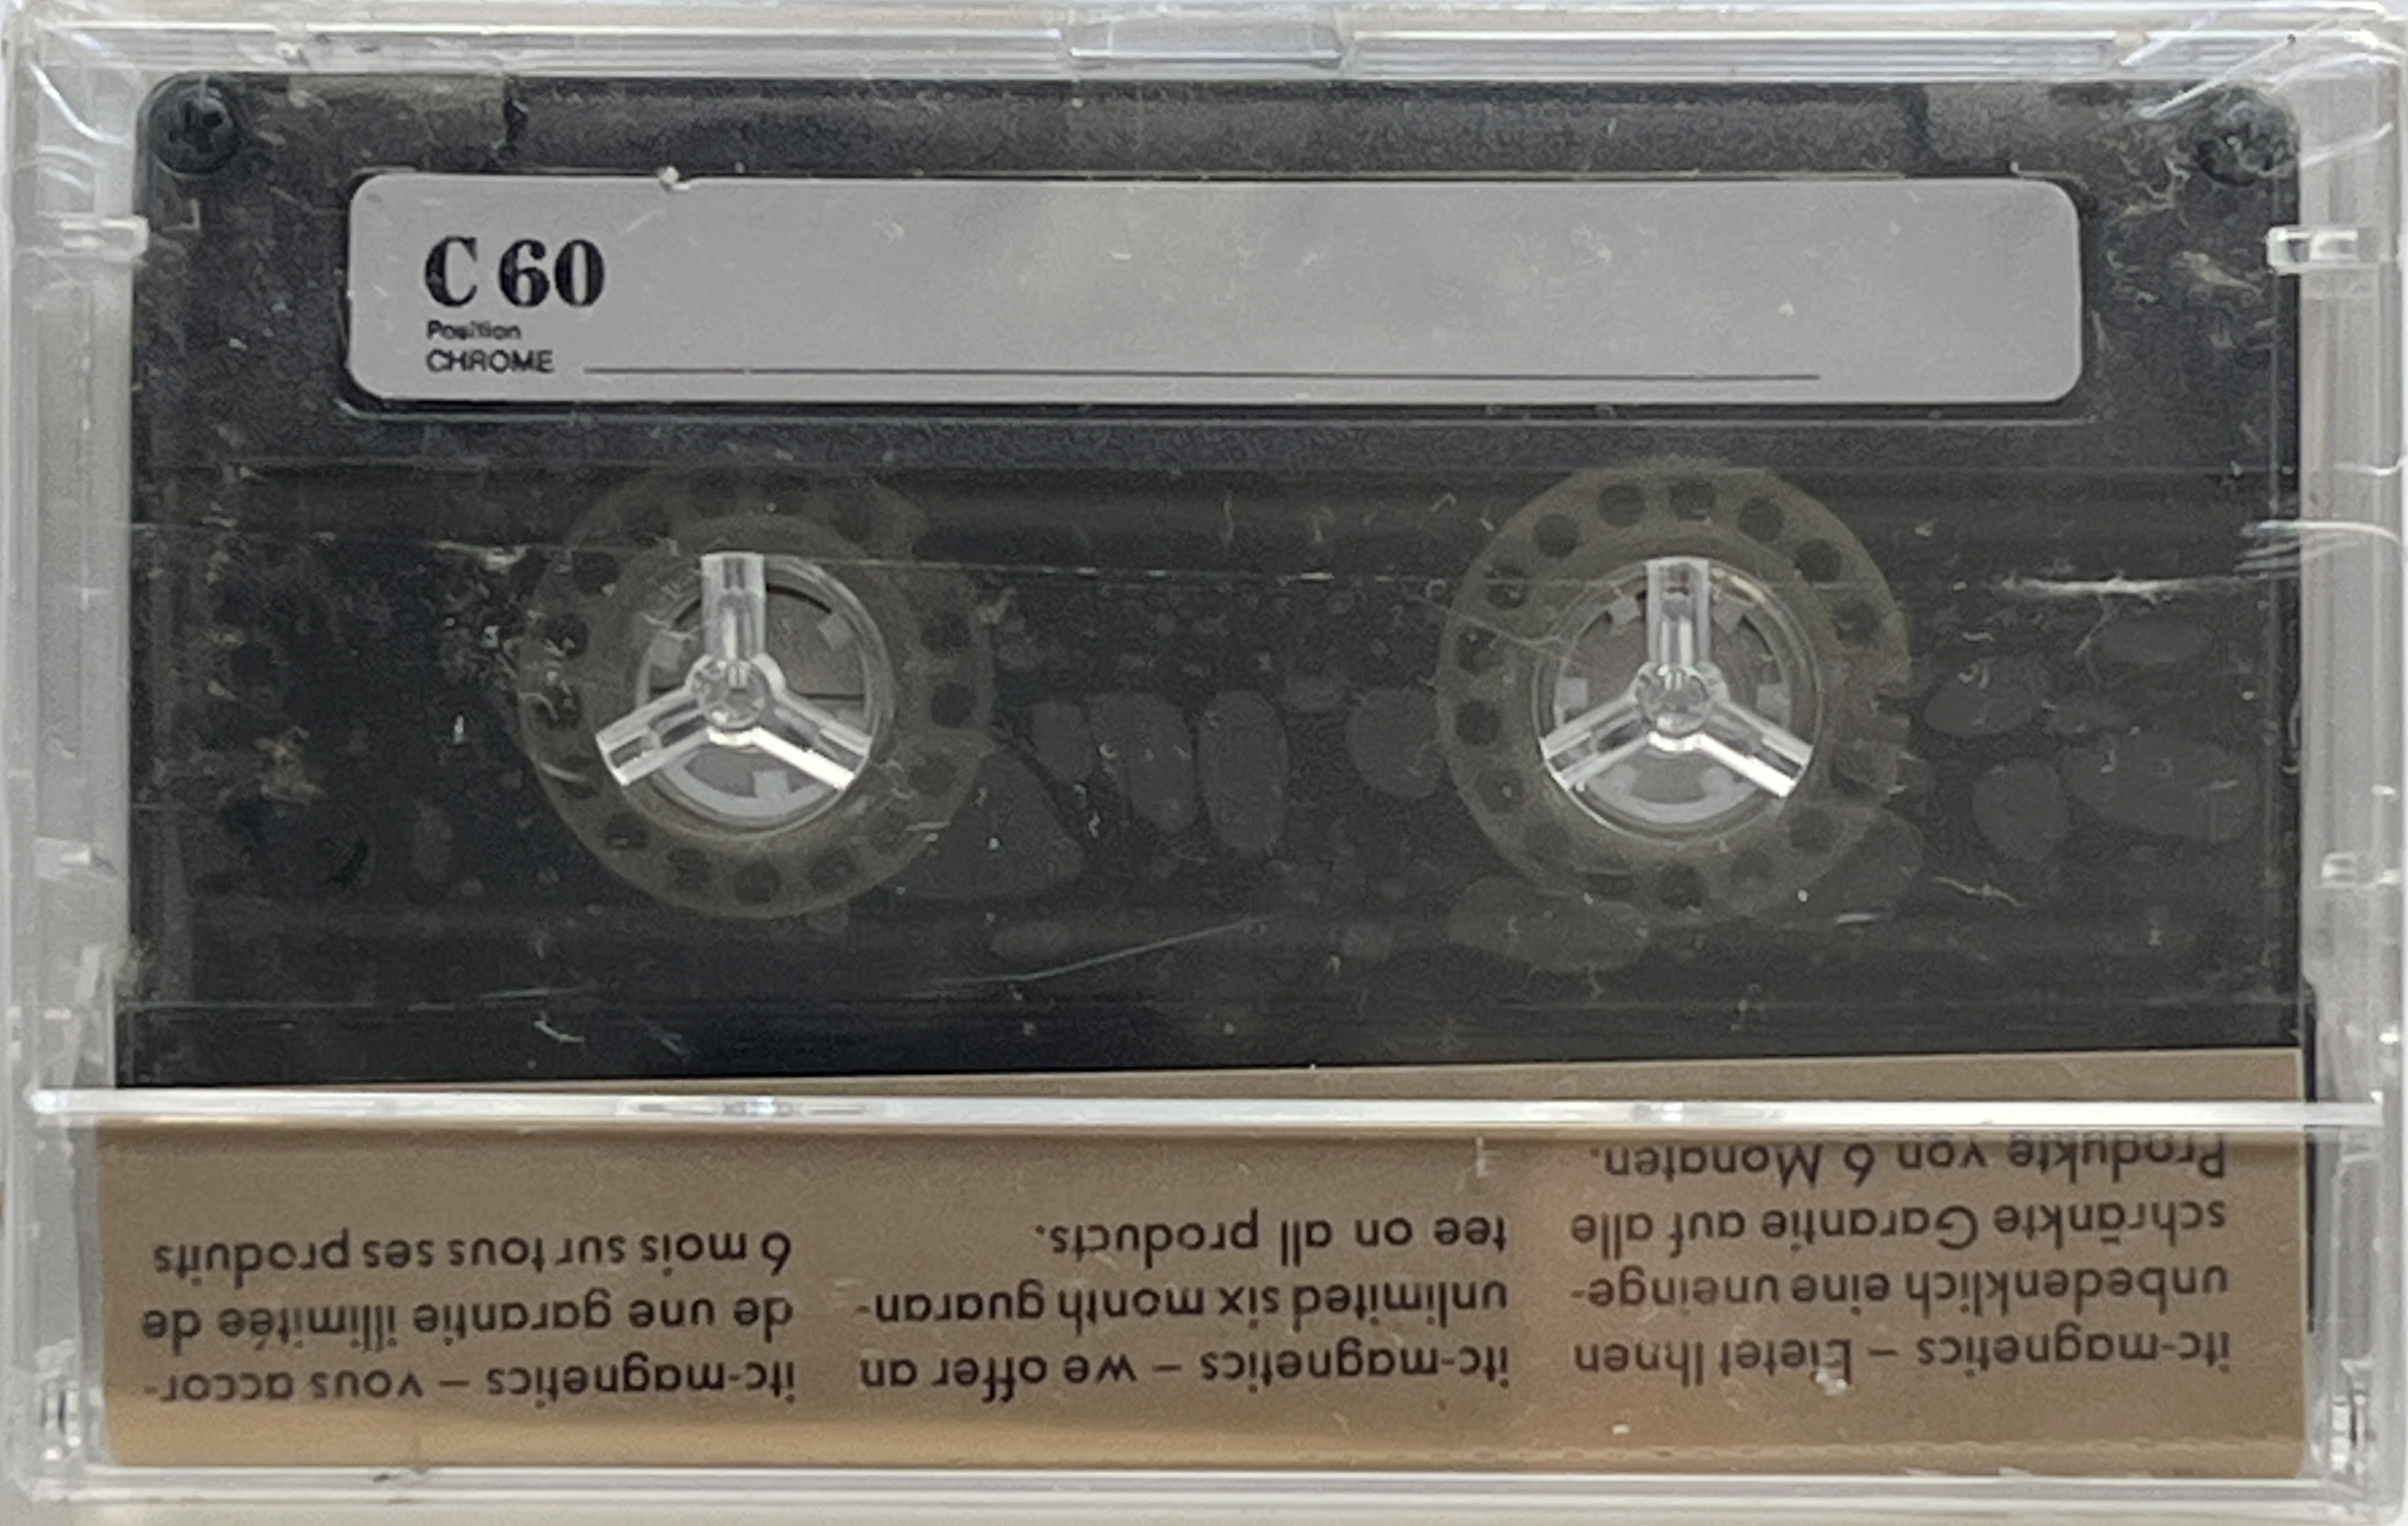 C 60
Position
CHROME
itc-magnetics – Bietet Ihnen
unbedenklich eine uneinge-
schränkte Garantie auf alle
Produkte von 6 Monaten.
itc-magnetics – we offer an
unlimited six month guaran-
tee on all products.
itc-magnetics – vous accor-
de une garantie illimitée de
6 mois sur tous ses produits